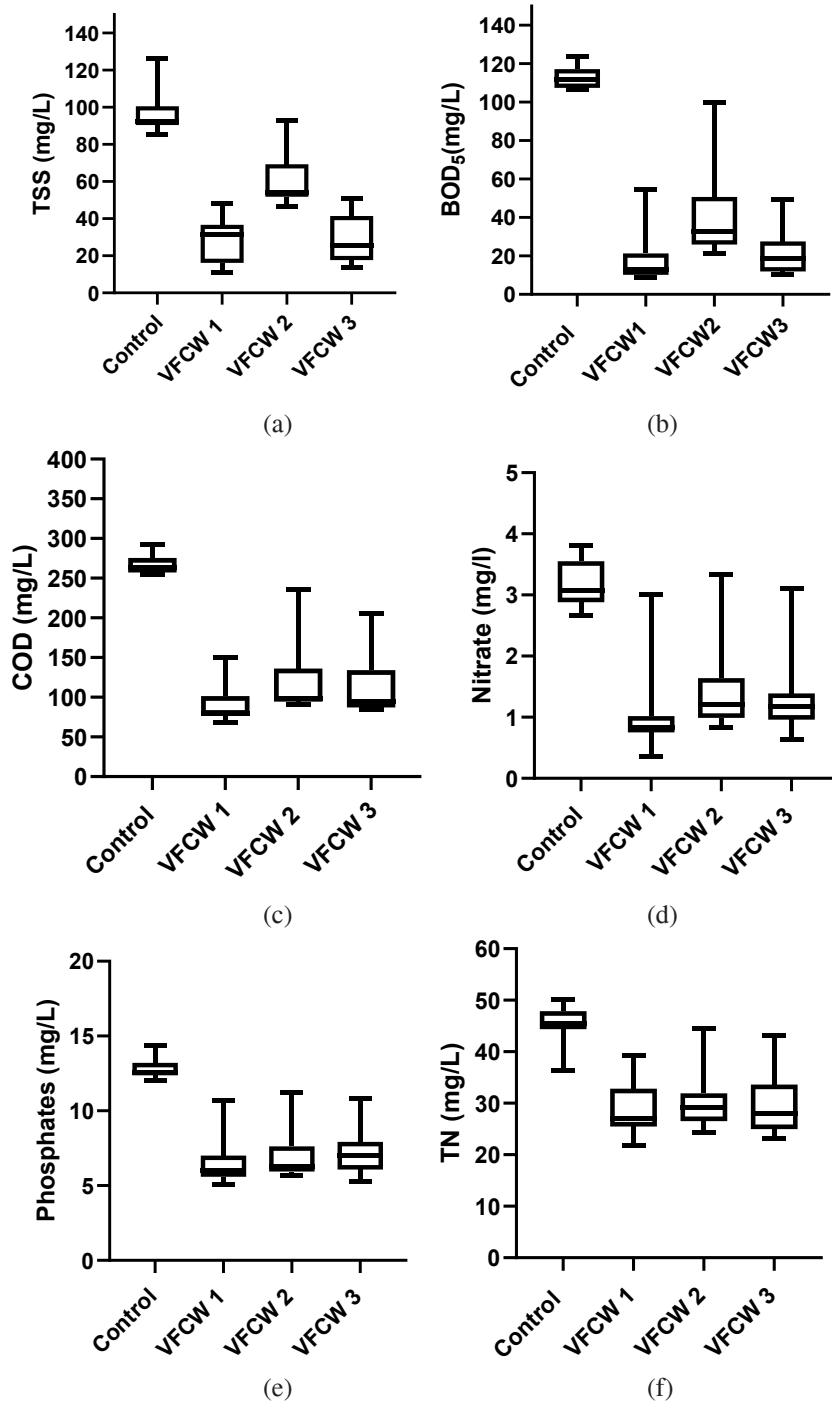 TSS (mg/L)
140
120
100
80
60
40
20
0
Control
VFCW 1
VFCW 2
VFCW 3
(a)
BOD5(mg/L)
140
120
100
80
60
40
20
0
Control
VFCW1
VFCW2
VFCW3
(b)
COD (mg/L)
400
350
300
250
200
150
100
50
0
Control
VFCW 1
VFCW 2
VFCW 3
(c)
Nitrate (mg/l)
5
4
3
2
1
0
Control
VFCW 1
VFCW 2
VFCW 3
(d)
Phosphates (mg/L)
20
15
10
5
0
Control
VFCW 1
VFCW 2
VFCW 3
(e)
TN (mg/L)
60
50
40
30
20
10
0
Control
VFCW 1
VFCW 2
VFCW 3
(f)